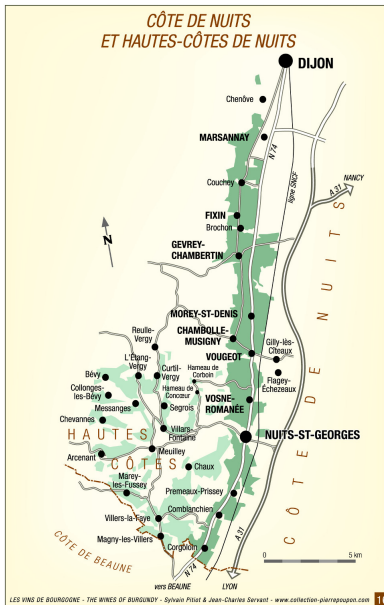 CÔTE DE NUITS
ET HAUTES-CÔTES DE NUITS
DIJON
Chenôve
MARSANNAY
N 74
ligne SNCF
NANCY
A 31
Couchey
FIXIN
Brochon
N
GEVREY-
CHAMBERTIN
CÔTE DE NUITS
MOREY-ST-DENIS
CHAMBOLLE-
MUSIGNY
Gilly-lès-
Cîteaux
VOUGEOT
Reulle-
Vergy
L'Étang-
Vergy
Curtil-
Vergy
Hameau de
Corboin
Flagey-
Échezeaux
Bévy
Collonges-
lès-Bévy
Hameau de
Concœur
Messanges
Segrois
VOSNE-
ROMANÉE
Chevannes
Villars-
Fontaine
HAUTES
NUITS-ST-GEORGES
Meuilley
Arcenant
CÔTES
Chaux
Marey-
les-Fussey
Premeaux-Prissey
Comblanchien
Villers-la-Faye
Magny-les-Villers
Corgoloin
CÔTE DE BEAUNE
A 31
0
5 km
vers BEAUNE
N 74
LYON
LES VINS DE BOURGOGNE - THE WINES OF BURGUNDY - Sylvain Pitiot & Jean-Charles Servant - www.collection-pierrepoupon.com